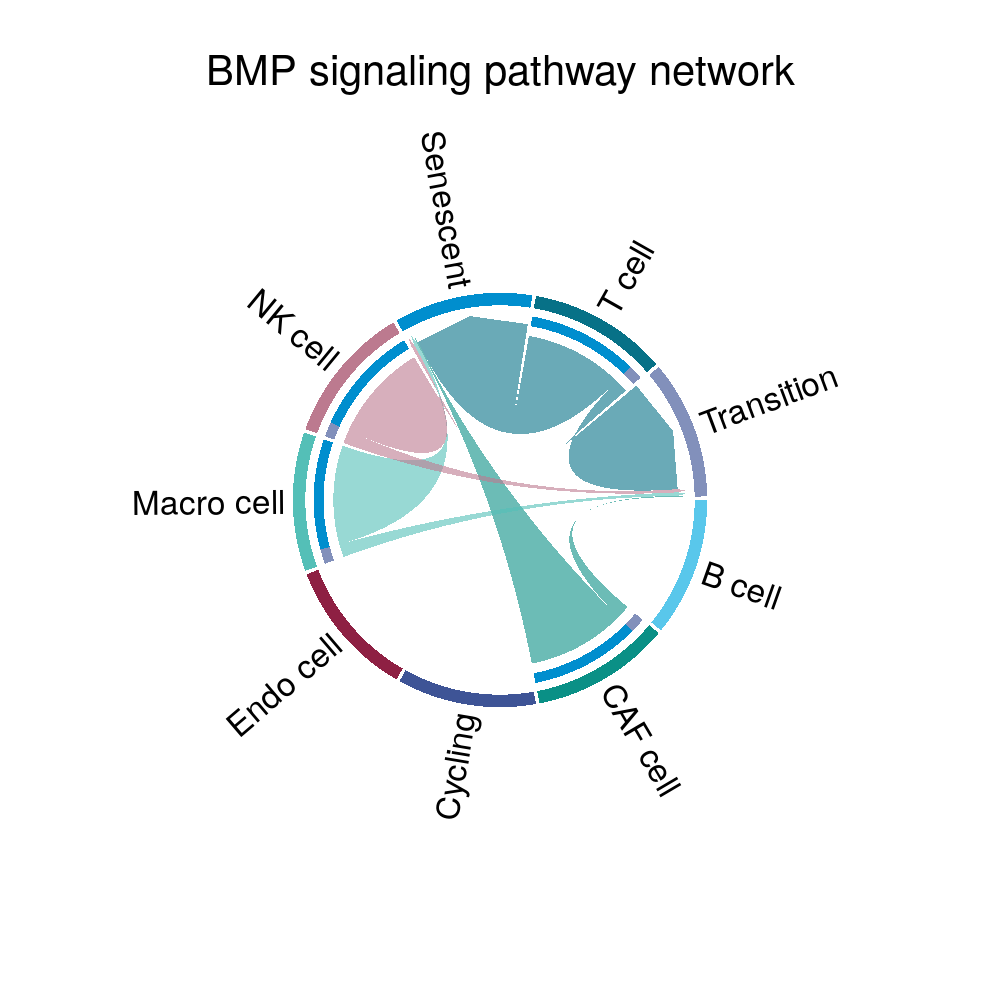 BMP signaling pathway network
Senescent
T cell
NK cell
Transition
Macro cell
B cell
Endo cell
CAF cell
Cycling